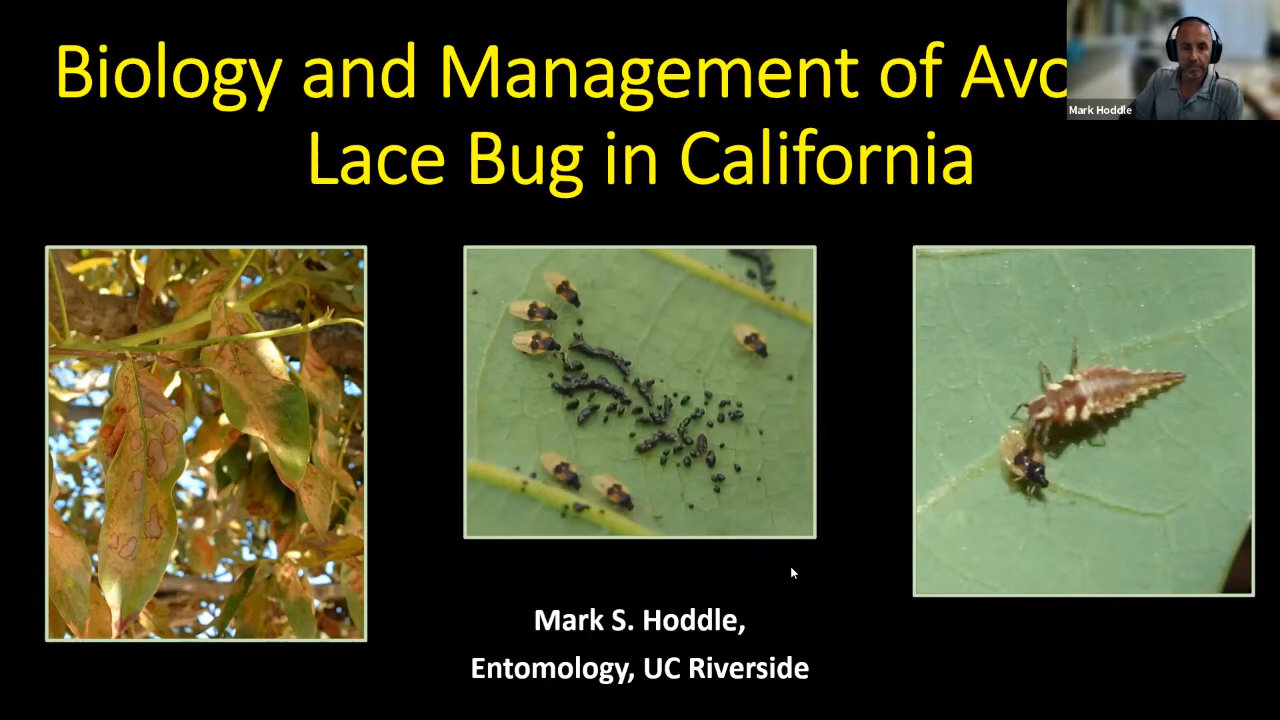 Biology and Management of Avo
Lace Bug in California
Mark Hoddle
Mark S. Hoddle,
Entomology, UC Riverside